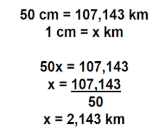 50 cm = 107,143 km
1 cm = x km
50x = 107,143
x = 107,143
50
x = 2,143 km